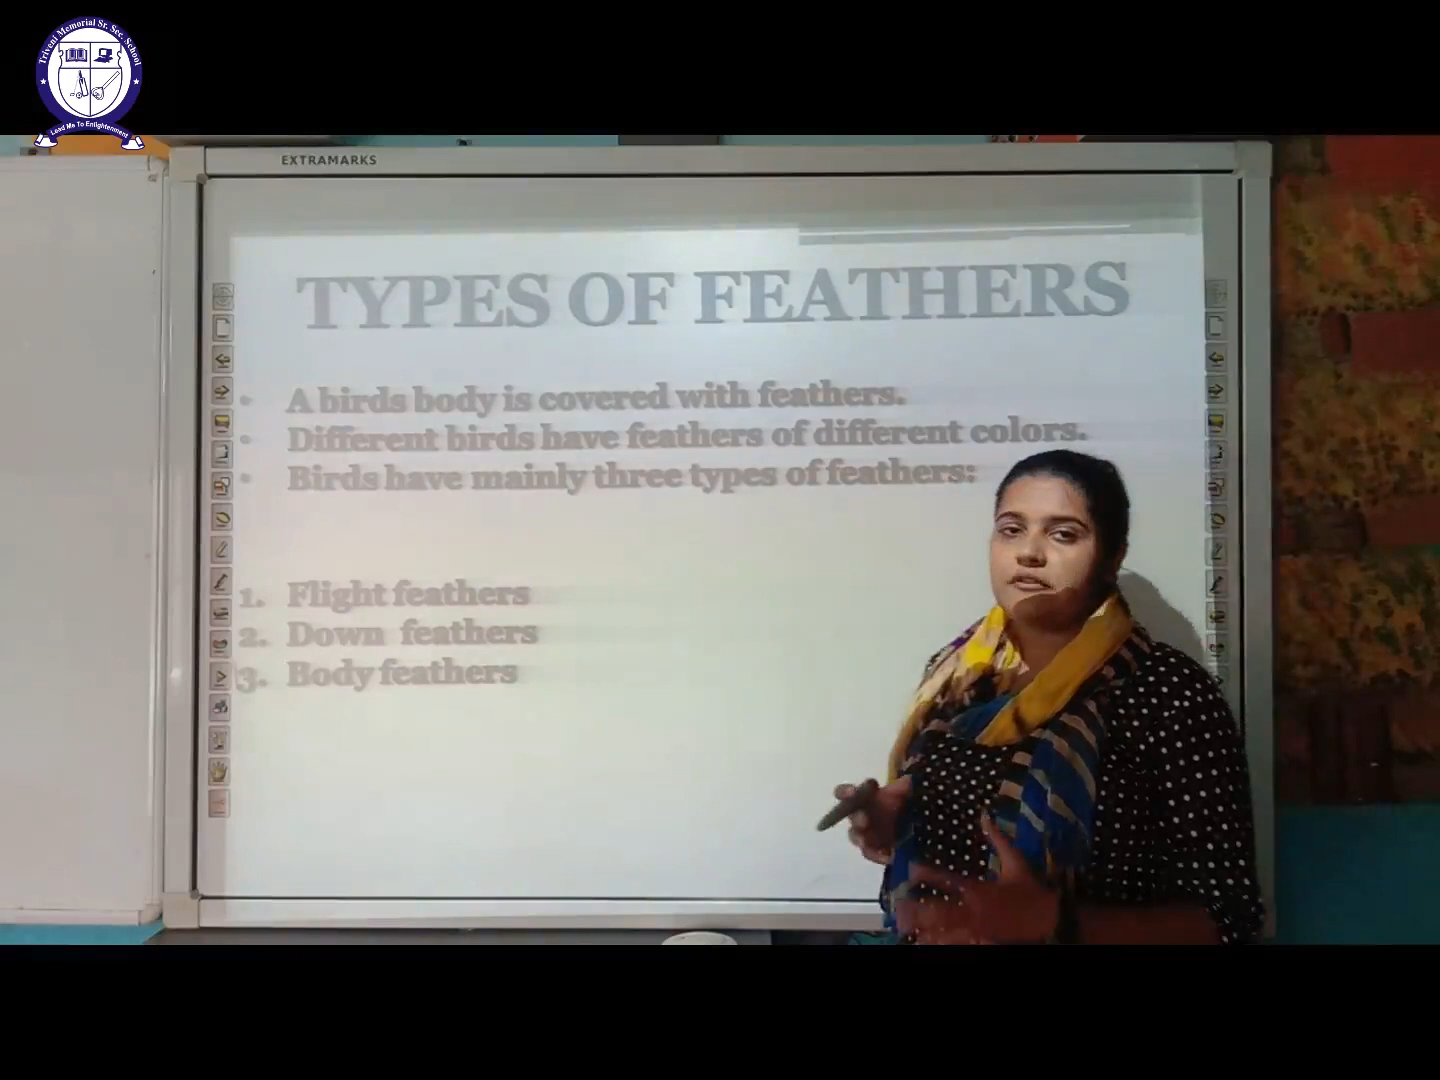 Triveni Memorial Sr. Sec. School
Lead Me To Enlightenment
EXTRAMARKS
TYPES OF FEATHERS
• A birds body is covered with feathers.
• Different birds have feathers of different colors.
• Birds have mainly three types of feathers:
1. Flight feathers
2. Down feathers
3. Body feathers